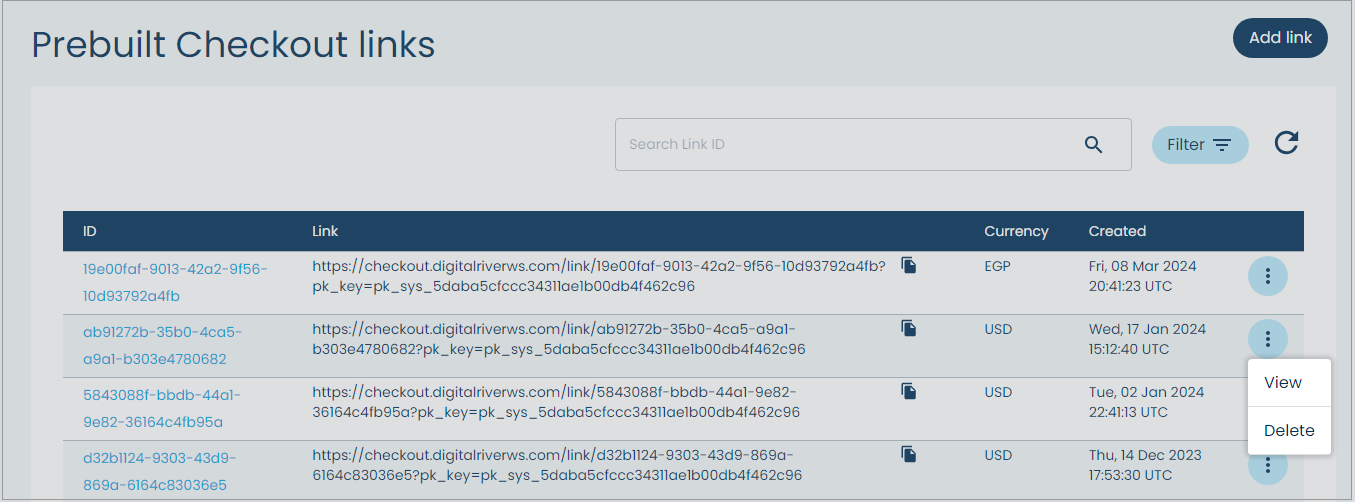 Prebuilt Checkout links
Add link
Search Link ID
Filter
ID Link Currency Created
19e00faf-9013-42a2-9f56-
10d93792a4fb
https://checkout.digitalriverws.com/link/19e00faf-9013-42a2-9f56-10d93792a4fb?
pk_key=pk_sys_5daba5cfccc34311ae1b00db4f462c96
EGP
Fri, 08 Mar 2024
20:41:23 UTC
ab91272b-35b0-4ca5-
a9a1-b303e4780682
https://checkout.digitalriverws.com/link/ab91272b-35b0-4ca5-a9a1-
b303e4780682?pk_key=pk_sys_5daba5cfccc34311ae1b00db4f462c96
USD
Wed, 17 Jan 2024
15:12:40 UTC
View
Delete
5843088f-bbdb-44a1-
9e82-36164c4fb95a
https://checkout.digitalriverws.com/link/5843088f-bbdb-44a1-9e82-
36164c4fb95a?pk_key=pk_sys_5daba5cfccc34311ae1b00db4f462c96
USD
Tue, 02 Jan 2024
22:41:13 UTC
d32b1124-9303-43d9-
869a-6164c83036e5
https://checkout.digitalriverws.com/link/d32b1124-9303-43d9-869a-
6164c83036e5?pk_key=pk_sys_5daba5cfccc34311ae1b00db4f462c96
USD
Thu, 14 Dec 2023
17:53:30 UTC